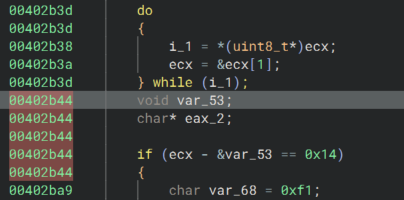 00402b3d do
00402b3d {
00402b38 i_1 = *(uint8_t*)ecx;
00402b3a ecx = &ecx[1];
00402b3d } while (i_1);
00402b44 void var_53;
00402b44 char* eax_2;
00402b44
00402b44 if (ecx - &var_53 == 0x14)
00402b44 {
00402ba9 char var_68 = 0xf1;